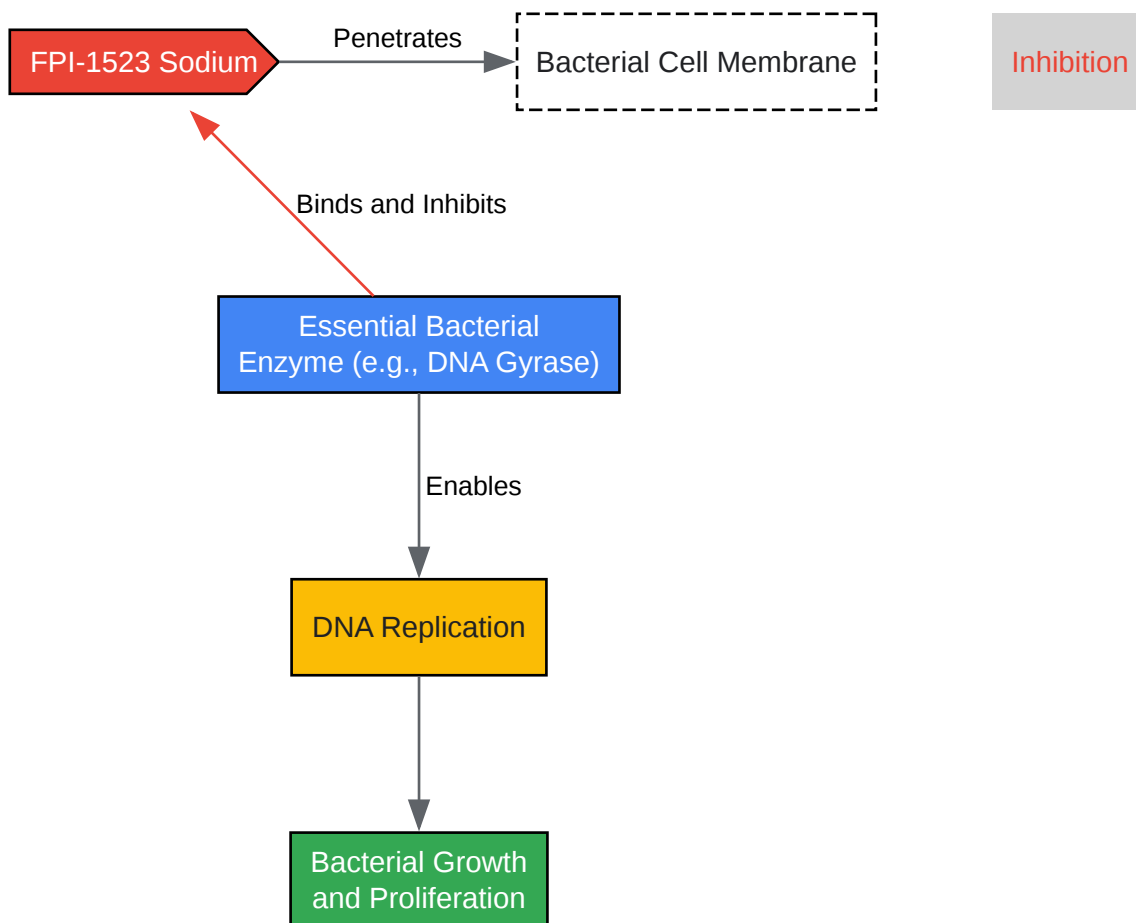 FPI-1523 Sodium
Penetrates
Bacterial Cell Membrane
Inhibition
Binds and Inhibits
Essential Bacterial
Enzyme (e.g., DNA Gyrase)
Enables
DNA Replication
Bacterial Growth
and Proliferation